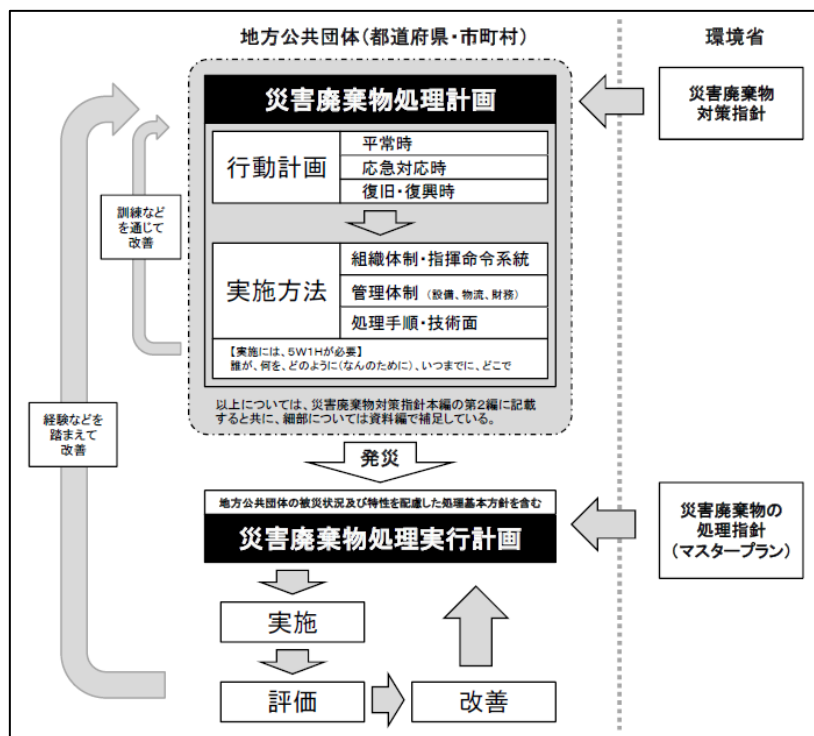 地方公共団体(都道府県・市町村)
環境省
災害廃棄物処理計画
災害廃棄物
対策指針
行動計画
平常時
応急対応時
復旧・復興時
訓練など
を通じて
改善
実施方法
組織体制・指揮命令系統
管理体制 (設備、物流、財務)
処理手順・技術面
【実施には、5W1Hが必要】
誰が、何を、どのように(なんのために)、いつまでに、どこで
以上については、災害廃棄物対策指針本編の第2編に記載
すると共に、細部については資料編で補足している。
経験などを
踏まえて
改善
発災
地方公共団体の被災状況及び特性を配慮した処理基本方針を含む
災害廃棄物処理実行計画
災害廃棄物の
処理指針
(マスタープラン)
実施
評価
改善